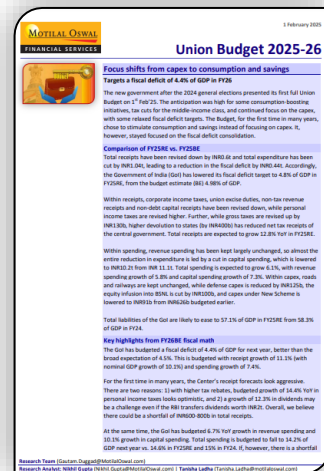 1 February 2025
MOTILAL OSWAL
FINANCIAL SERVICES
Union Budget 2025-26
Focus shifts from capex to consumption and savings
Targets a fiscal deficit of 4.4% of GDP in FY26
The new government after the 2024 general elections presented its first full Union
Budget on 1st Feb'25. The anticipation was high for some consumption-boosting
initiatives, tax cuts for the middle-income class, and continued focus on the capex,
with some relaxed fiscal deficit targets. The Budget, for the first time in many years,
chose to stimulate consumption and savings instead of focusing on capex. It,
however, stayed focused on the fiscal deficit consolidation.
Comparison of FY25RE vs. FY25BE
Total receipts have been revised down by INR0.6t and total expenditure has been
cut by INR1.04t, leading to a reduction in the fiscal deficit by INR0.44t. Accordingly,
the Government of India (GoI) has lowered its fiscal deficit target to 4.8% of GDP in
FY25RE, from the budget estimate (BE) 4.98% of GDP.
Within receipts, corporate income taxes, union excise duties, non-tax revenue
receipts and non-debt capital receipts have been revised down, while personal
income taxes are revised higher. Further, while gross taxes are revised up by
INR130b, higher devolution to states (by INR400b) has reduced net tax receipts of
the central government. Total receipts are expected to grow 12.8% YoY in FY25RE.
Within spending, revenue spending has been kept largely unchanged, so almost the
entire reduction in expenditure is led by a cut in capital spending, which is lowered
to INR10.2t from INR 11.1t. Total spending is expected to grow 6.1%, with revenue
spending growth of 5.8% and capital spending growth of 7.3%. Within capex, roads
and railways are kept unchanged, while defense capex is reduced by INR125b, the
equity infusion into BSNL is cut by INR100b, and capex under New Scheme is
lowered to INR91b from INR626b budgeted earlier.
Total liabilities of the GoI are likely to ease to 57.1% of GDP in FY25RE from 58.3%
of GDP in FY24.
Key highlights from FY26BE fiscal math
The GoI has budgeted a fiscal deficit of 4.4% of GDP for next year, better than the
broad expectation of 4.5%. This is budgeted with receipt growth of 11.1% (with
nominal GDP growth of 10.1%) and spending growth of 7.4%.
For the first time in many years, the Center's receipt forecasts look aggressive.
There are two reasons: 1) with higher tax rebates, budgeted growth of 14.4% YoY in
personal income taxes looks optimistic, and 2) a growth of 12.3% in dividends may
be a challenge even if the RBI transfers dividends worth INR2t. Overall, we believe
there could be a shortfall of INR600-800b in total receipts.
At the same time, the GoI has budgeted 6.7% YoY growth in revenue spending and
10.1% growth in capital spending. Total spending is budgeted to fall to 14.2% of
GDP next year vs. 14.6% in FY25RE and 15% in FY24. If, however, there is a shortfall
Research Team (Gautam.Duggad@MotilalOswal.com)
Research Analyst: Nikhil Gupta (Nikhil.Gupta@MotilalOswal.com) | Tanisha Ladha (Tanisha.Ladha@motilaloswal.com)